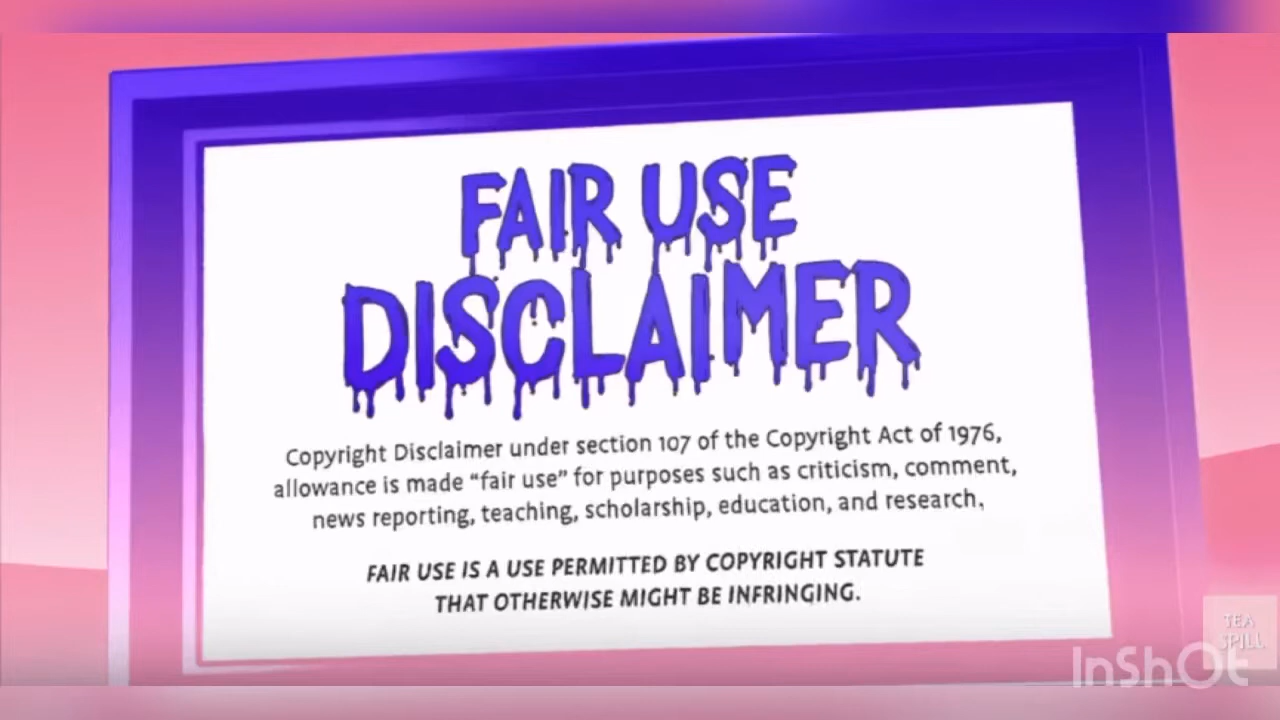 FAIR USE
DISCLAIMER
Copyright Disclaimer under section 107 of the Copyright Act of 1976,
allowance is made “fair use” for purposes such as criticism, comment,
news reporting, teaching, scholarship, education, and research.
FAIR USE IS A USE PERMITTED BY COPYRIGHT STATUTE
THAT OTHERWISE MIGHT BE INFRINGING.
TEA
SPILL
InShOt